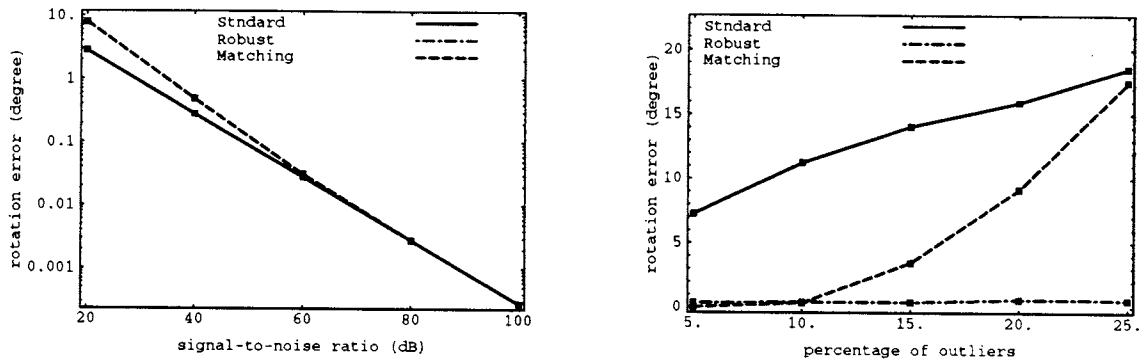 10.
1
0.1
0.01
0.001
rotation error (degree)
Stndard
Robust
Matching
20
40
60
80
100
signal-to-noise ratio (dB)
20
15
10
5
0
rotation error (degree)
Stndard
Robust
Matching
5.
10.
15.
20.
25.
percentage of outliers